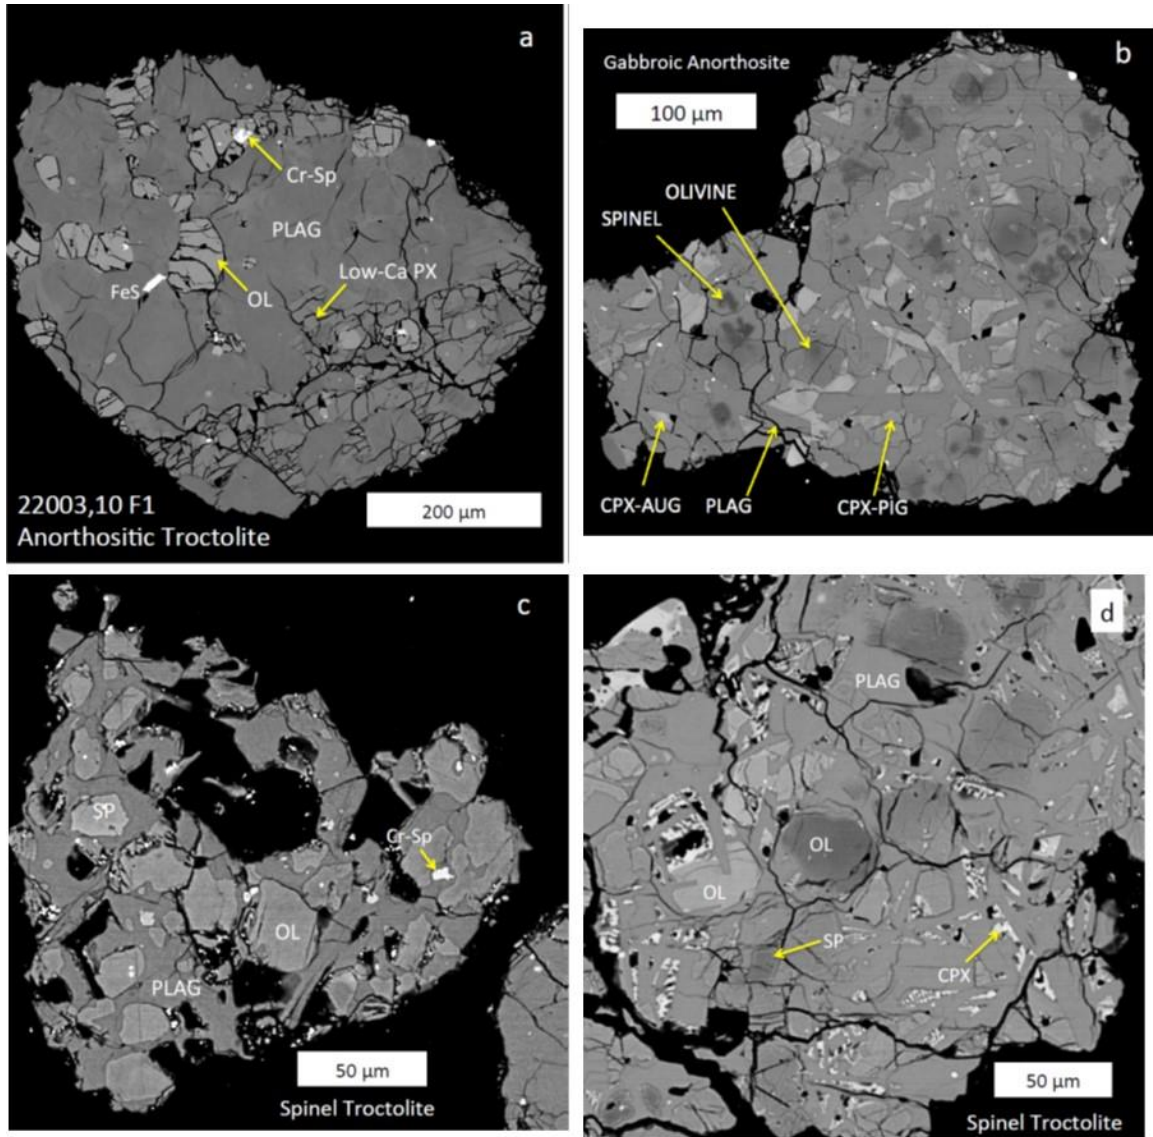 a
Cr-Sp
PLAG
Low-Ca PX
FeS
OL
22003,10 F1
Anorthositic Troctolite
200 µm
b
Gabbroic Anorthosite
100 µm
OLIVINE
SPINEL
CPX-AUG PLAG CPX-PIG
c
SP
Cr-Sp
OL
PLAG
50 µm
Spinel Troctolite
d
PLAG
OL
OL
SP
CPX
50 µm
Spinel Troctolite